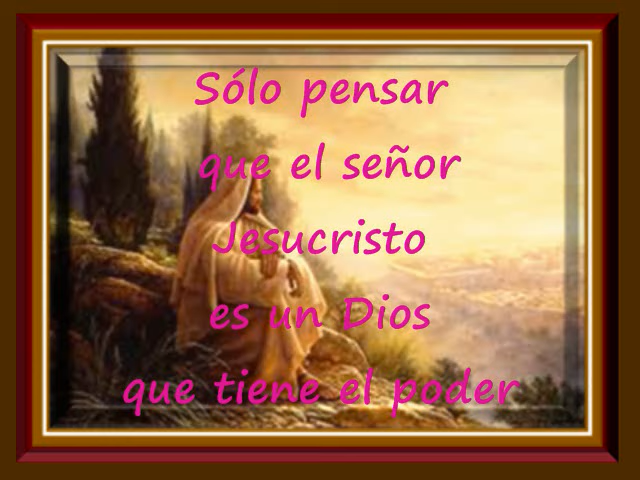 Sólo pensar
que el señor
Jesucristo
es un Dios
que tiene el poder